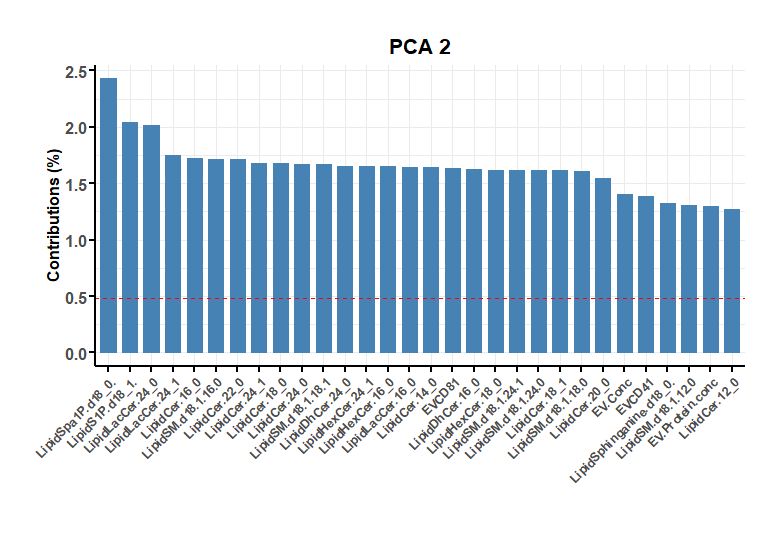 PCA 2
Contributions (%)
2.5
2.0
1.5
1.0
0.5
0.0
LipidSpa1P.d18_0.
LipidS1P.d18_1.
LipidLacCer.24_0
LipidLacCer.24_1
LipidCer.16_0
LipidSM.d18.1.16.0
LipidCer.22_0
LipidCer.24_1
LipidCer.18_0
LipidCer.24_0
LipidSM.d18.1.18.1
LipidDhCer.24_0
LipidHexCer.24_1
LipidHexCer.16_0
LipidLacCer.16_0
LipidCer.14_0
EVCD81
LipidDhCer.16_0
LipidHexCer.18_0
LipidSM.d18.1.24.1
LipidSM.d18.1.24.0
LipidCer.18_1
LipidSM.d18.1.18.0
LipidCer.20_0
EV.Conc
EVCD41
LipidSphinganine.d18_0.
LipidSM.d18.1.12.0
EV.Protein.conc
LipidCer.12_0